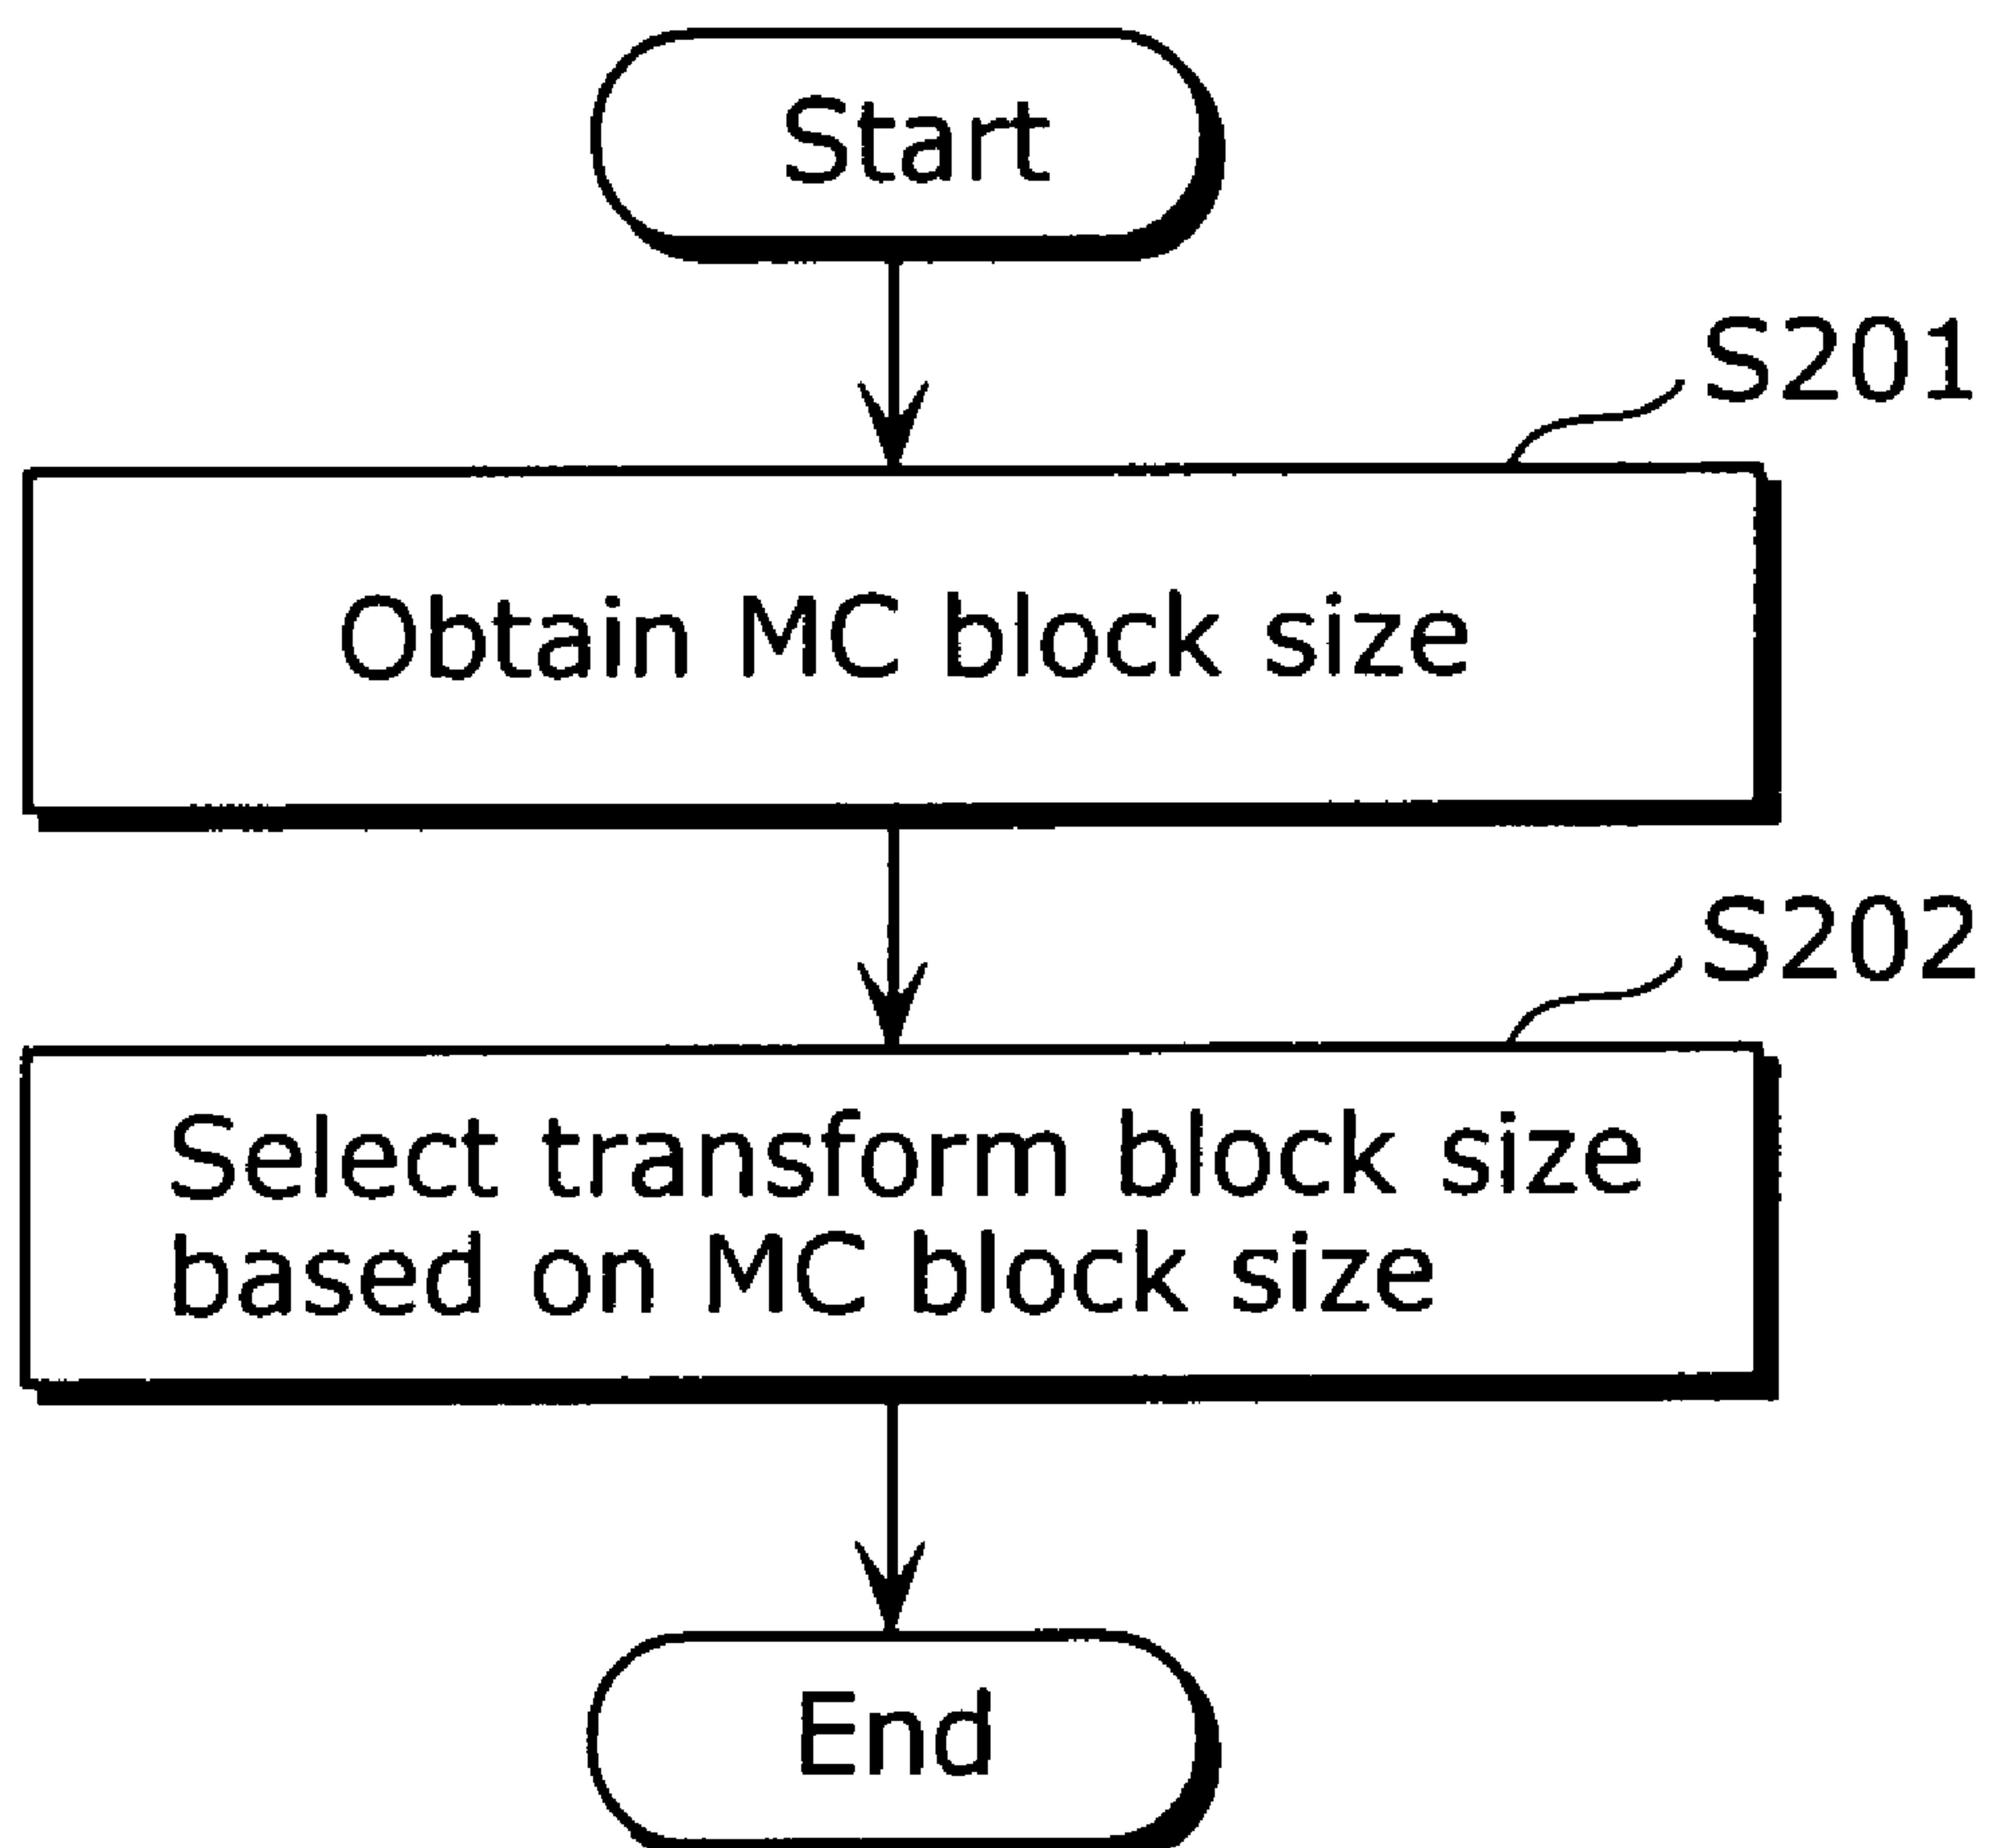 Start
S201
Obtain MC block size
S202
Select transform block size
based on MC block size
End